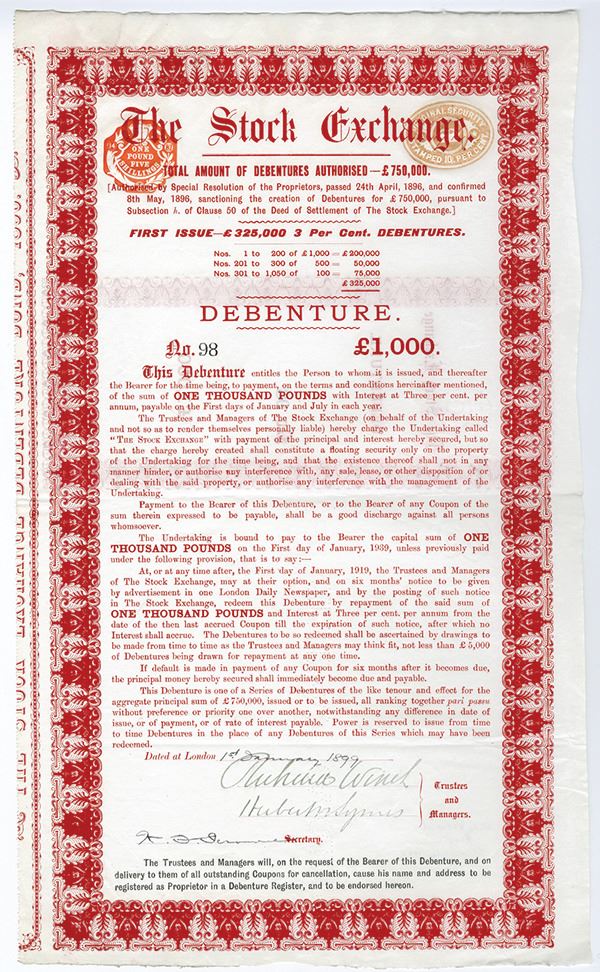 The Stock Exchange.
ONE
POUND
FIVE
SHILLINGS
TOTAL AMOUNT OF DEBENTURES AUTHORISED—£750,000.
[Authorised by Special Resolution of the Proprietors, passed 24th April, 1896, and confirmed
8th May, 1896, sanctioning the creation of Debentures for £750,000, pursuant to
Subsection h. of Clause 50 of the Deed of Settlement of The Stock Exchange.]
FIRST ISSUE—£325,000 3 Per Cent. DEBENTURES.
Nos. 1 to 200 of £1,000 = £200,000
Nos. 201 to 300 of 500 = 50,000
Nos. 301 to 1,050 of 100 = 75,000
£325,000
DEBENTURE.
No. 98 £1,000.
This Debenture entitles the Person to whom it is issued, and thereafter
the Bearer for the time being, to payment, on the terms and conditions hereinafter mentioned,
of the sum of ONE THOUSAND POUNDS with Interest at Three per cent. per
annum, payable on the First days of January and July in each year.
The Trustees and Managers of The Stock Exchange (on behalf of the Undertaking
and not so as to render themselves personally liable) hereby charge the Undertaking called
"THE STOCK EXCHANGE" with payment of the principal and interest hereby secured, but so
that the charge hereby created shall constitute a floating security only on the property
of the Undertaking for the time being, and that the existence thereof shall not in any
manner hinder, or authorise any interference with, any sale, lease, or other disposition of or
dealing with the said property, or authorise any interference with the management of the
Undertaking.
Payment to the Bearer of this Debenture, or to the Bearer of any Coupon of the
sum therein expressed to be payable, shall be a good discharge against all persons
whomsoever.
The Undertaking is bound to pay to the Bearer the capital sum of ONE
THOUSAND POUNDS on the First day of January, 1939, unless previously paid
under the following provision, that is to say:—
At, or at any time after, the First day of January, 1919, the Trustees and Managers
of The Stock Exchange, may at their option, and on six months' notice to be given
by advertisement in one London Daily Newspaper, and by the posting of such notice
in The Stock Exchange, redeem this Debenture by repayment of the said sum of
ONE THOUSAND POUNDS and Interest at Three per cent. per annum from the
date of the then last accrued Coupon till the expiration of such notice, after which no
Interest shall accrue. The Debentures to be so redeemed shall be ascertained by drawings to
be made from time to time as the Trustees and Managers may think fit, not less than £5,000
of Debentures being drawn for repayment at any one time.
If default is made in payment of any Coupon for six months after it becomes due,
the principal money hereby secured shall immediately become due and payable.
This Debenture is one of a Series of Debentures of the like tenour and effect for the
aggregate principal sum of £750,000, issued or to be issued, all ranking together pari passu
without preference or priority one over another, notwithstanding any difference in date of
issue, or of payment, or of rate of interest payable. Power is reserved to issue from time
to time Debentures in the place of any Debentures of this Series which may have been
redeemed.
Dated at London 1st January 1899
Richard Winch
Herbert Symes
Trustees
and
Managers.
Secretary.
The Trustees and Managers will, on the request of the Bearer of this Debenture, and on
delivery to them of all outstanding Coupons for cancellation, cause his name and address to be
registered as Proprietor in a Debenture Register, and to be endorsed hereon.